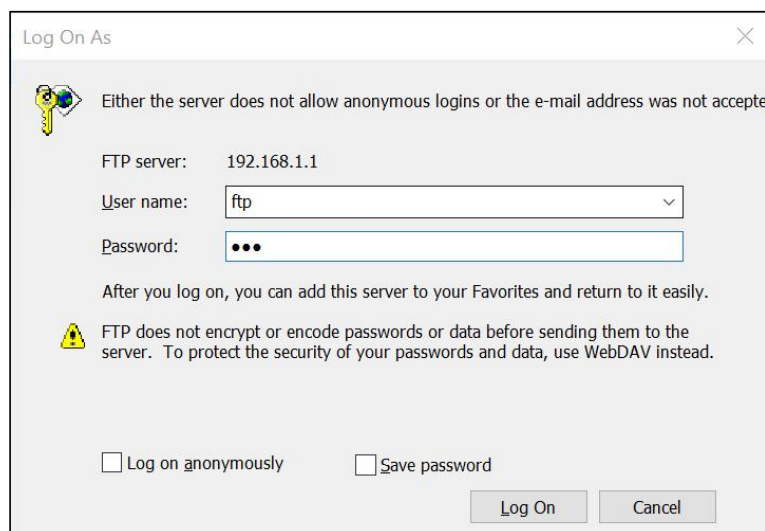 Log On As
Either the server does not allow anonymous logins or the e-mail address was not accepte
FTP server: 192.168.1.1
User name: ftp
Password: •••
After you log on, you can add this server to your Favorites and return to it easily.
FTP does not encrypt or encode passwords or data before sending them to the
server. To protect the security of your passwords and data, use WebDAV instead.
Log on anonymously Save password
Log On Cancel